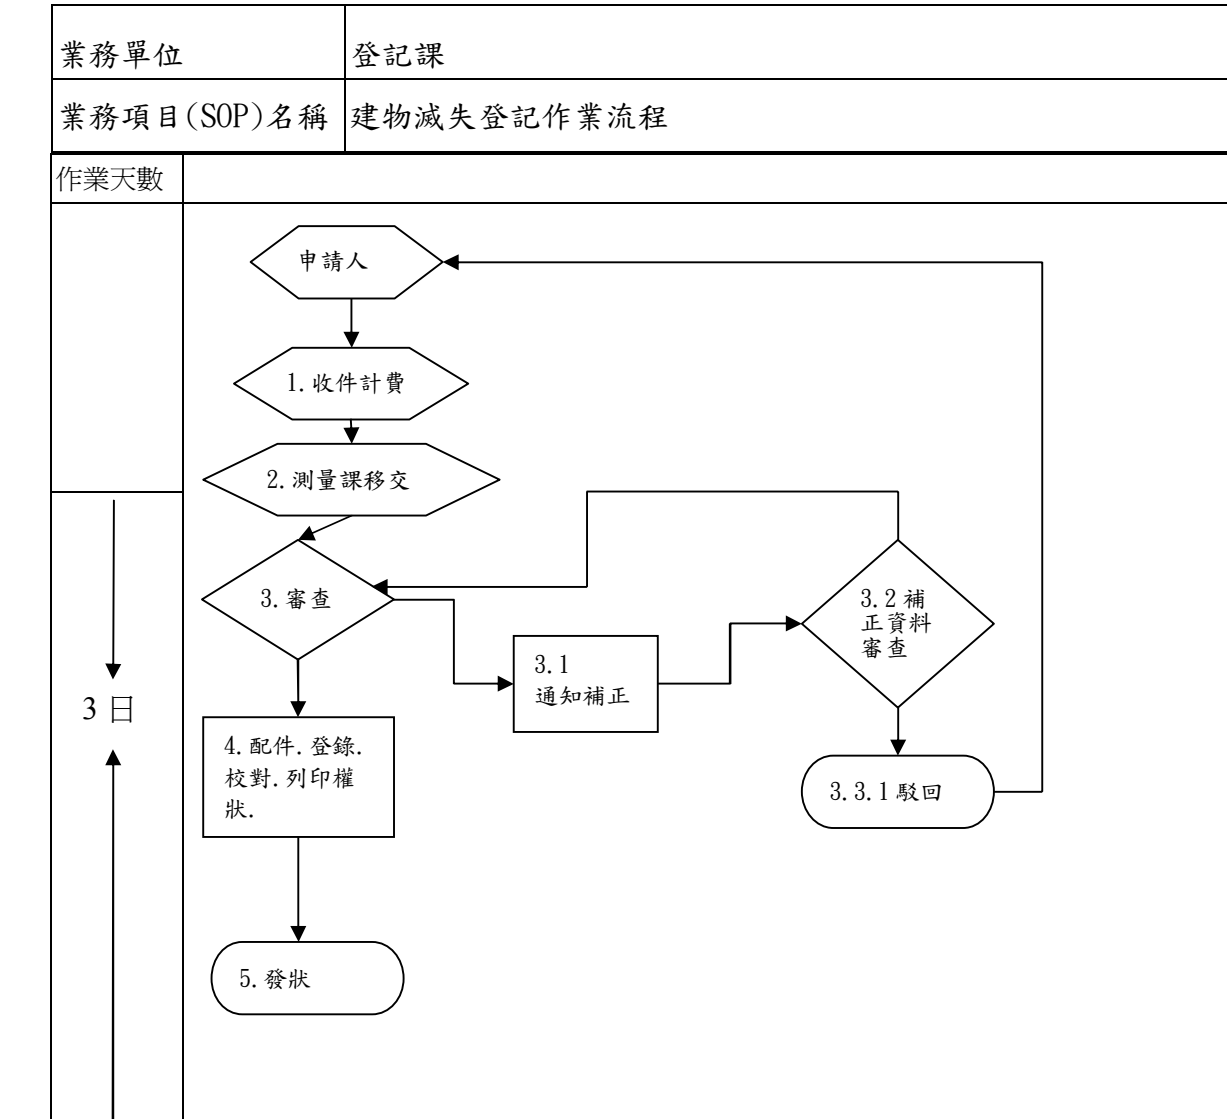 業務單位
登記課
業務項目(SOP)名稱
建物滅失登記作業流程
作業天數
申請人
1.收件計費
2.測量課移交
3.審查
3.1
通知補正
3.2補
正資料
審查
3日
4.配件.登錄.
校對.列印權
狀.
3.3.1駁回
5.發狀